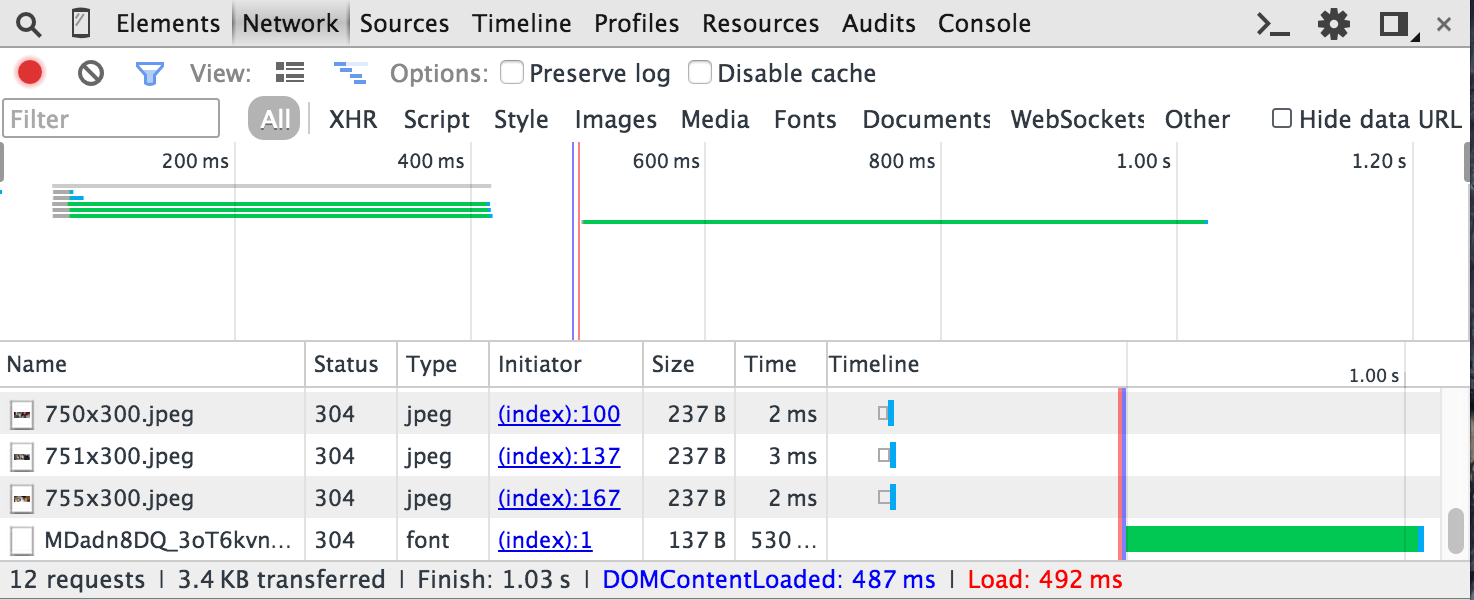 Elements Network Sources Timeline Profiles Resources Audits Console
View: Options: Preserve log Disable cache
Filter All XHR Script Style Images Media Fonts Documents WebSockets Other Hide data URL
200 ms 400 ms 600 ms 800 ms 1.00 s 1.20 s
Name Status Type Initiator Size Time Timeline 1.00 s
750x300.jpeg 304 jpeg (index):100 237 B 2 ms
751x300.jpeg 304 jpeg (index):137 237 B 3 ms
755x300.jpeg 304 jpeg (index):167 237 B 2 ms
MDadn8DQ_3oT6kvn... 304 font (index):1 137 B 530 ...
12 requests | 3.4 KB transferred | Finish: 1.03 s | DOMContentLoaded: 487 ms | Load: 492 ms